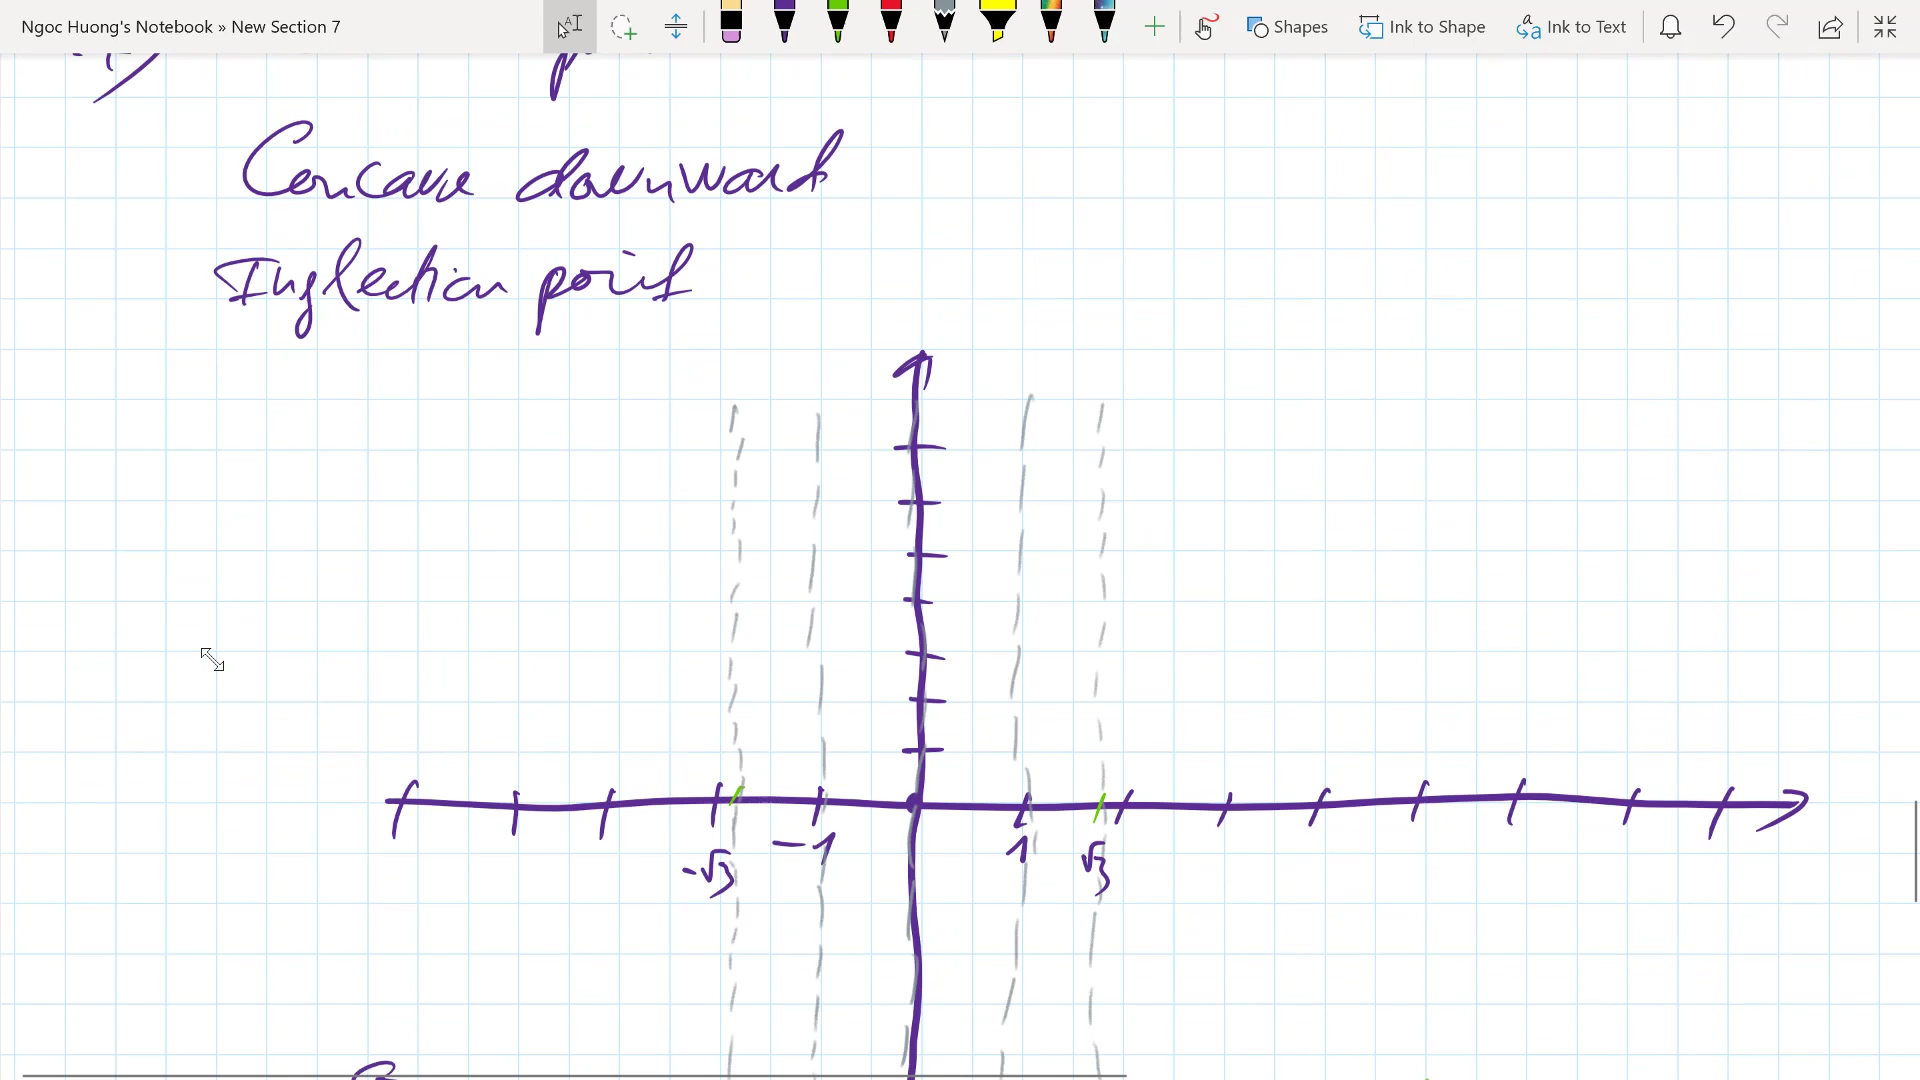 Ngoc Huong's Notebook » New Section 7
Shapes
Ink to Shape
Ink to Text
Concave downward
Inglection point
-√3 -1 1 √3